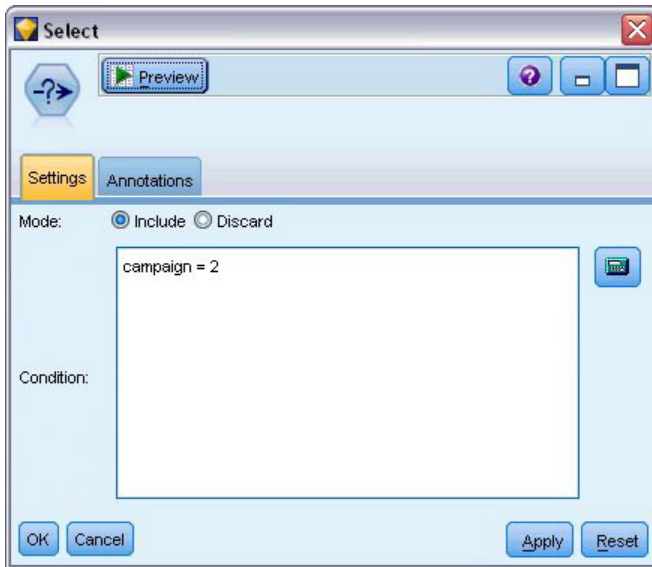 Select
-?>
Preview
?
Settings
Annotations
Mode:
Include
Discard
campaign = 2
Condition:
OK
Cancel
Apply
Reset